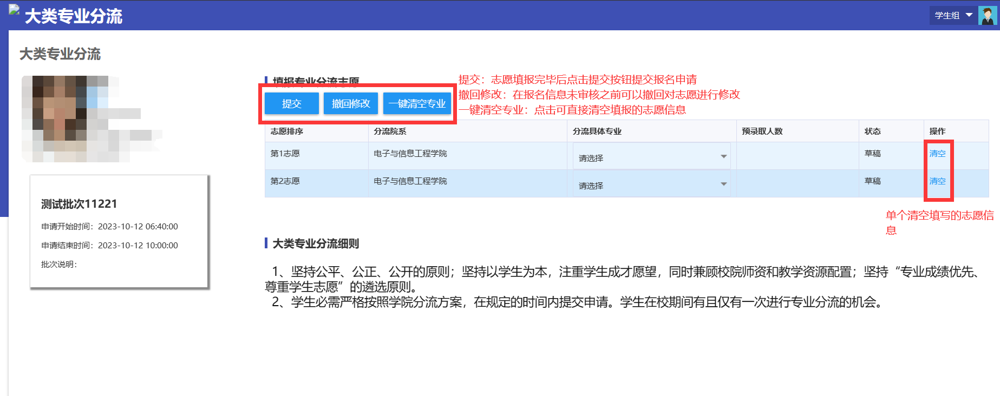 大类专业分流
学生组
大类专业分流
填报专业分流志愿
提交：志愿填报完毕后点击提交按钮提交报名申请
撤回修改：在报名信息未审核之前可以撤回对志愿进行修改
一键清空专业：点击可直接清空填报的志愿信息
提交 撤回修改 一键清空专业
志愿排序 分流院系 分流具体专业 预录取人数 状态 操作
第1志愿 电子与信息工程学院 请选择 草稿 清空
第2志愿 电子与信息工程学院 请选择 草稿 清空
单个清空填写的志愿信
息
测试批次11221
申请开始时间：2023-10-12 06:40:00
申请结束时间：2023-10-12 10:00:00
批次说明：
大类专业分流细则
1、坚持公平、公正、公开的原则；坚持以学生为本，注重学生成才愿望，同时兼顾校院师资和教学资源配置；坚持“专业成绩优先、
尊重学生志愿”的遴选原则。
2、学生必需严格按照学院分流方案，在规定的时间内提交申请。学生在校期间有且仅有一次进行专业分流的机会。